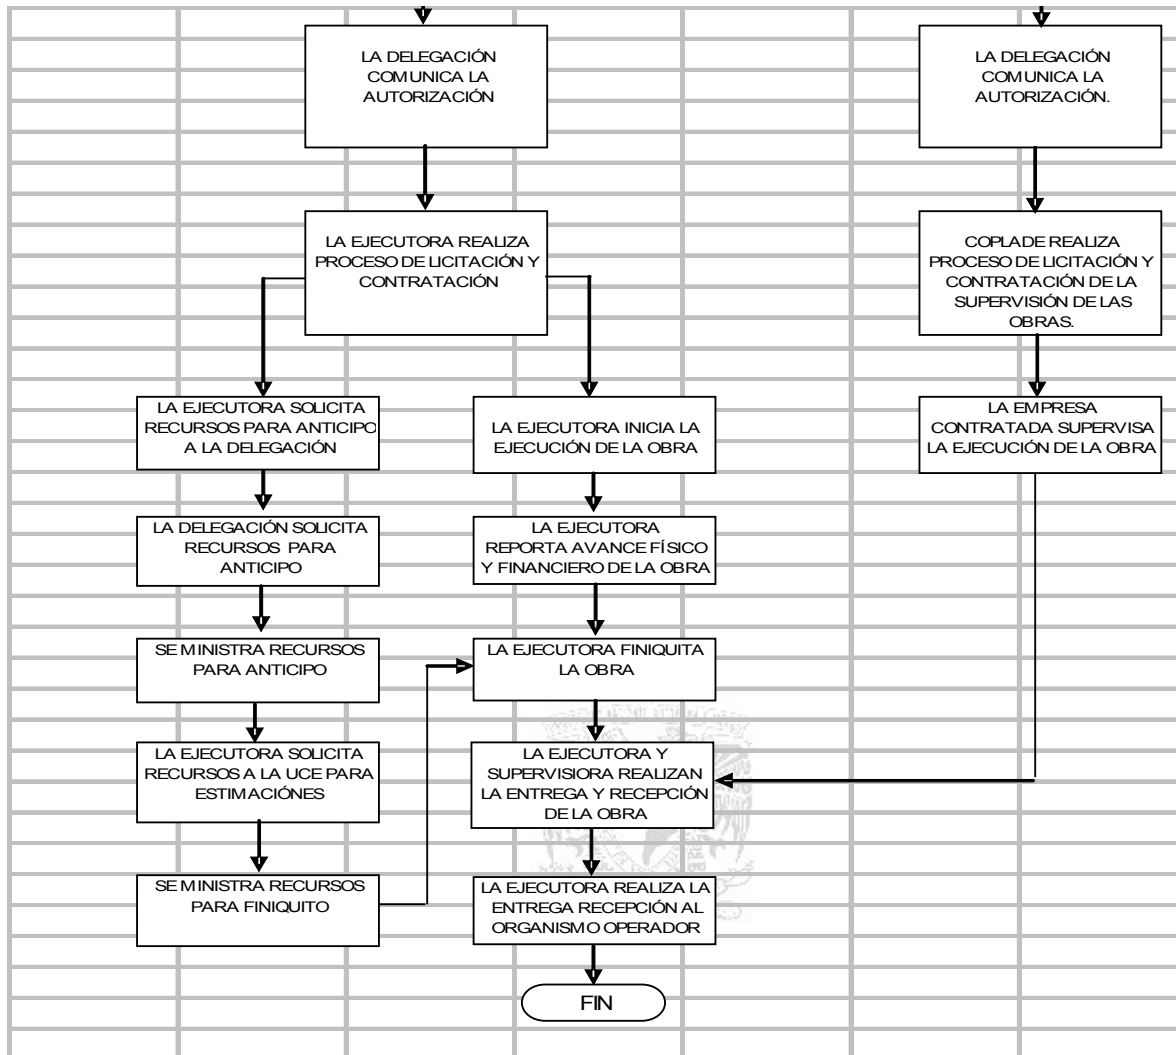 LA DELEGACIÓN
COMUNICA LA
AUTORIZACIÓN
LA DELEGACIÓN
COMUNICA LA
AUTORIZACIÓN.
LA EJECUTORA REALIZA
PROCESO DE LICITACIÓN Y
CONTRATACIÓN
COPLADE REALIZA
PROCESO DE LICITACIÓN Y
CONTRATACIÓN DE LA
SUPERVISIÓN DE LAS
OBRAS.
LA EJECUTORA SOLICITA
RECURSOS PARA ANTICIPO
A LA DELEGACIÓN
LA EJECUTORA INICIA LA
EJECUCIÓN DE LA OBRA
LA EMPRESA
CONTRATADA SUPERVISA
LA EJECUCIÓN DE LA OBRA
LA DELEGACIÓN SOLICITA
RECURSOS PARA
ANTICIPO
LA EJECUTORA
REPORTA AVANCE FÍSICO
Y FINANCIERO DE LA OBRA
SE MINISTRA RECURSOS
PARA ANTICIPO
LA EJECUTORA FINIQUITA
LA OBRA
LA EJECUTORA SOLICITA
RECURSOS A LA UCE PARA
ESTIMACIÓNES
LA EJECUTORA Y
SUPERVISIORA REALIZAN
LA ENTREGA Y RECEPCIÓN
DE LA OBRA
SE MINISTRA RECURSOS
PARA FINIQUITO
LA EJECUTORA REALIZA LA
ENTREGA RECEPCIÓN AL
ORGANISMO OPERADOR
FIN